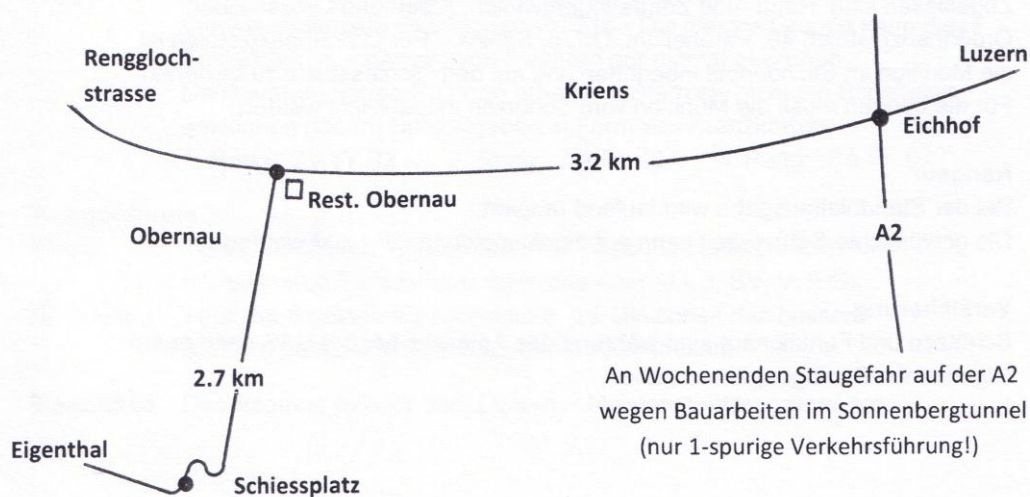 Renggloch-
strasse
Kriens
Luzern
Eichhof
3.2 km
Rest. Obernau
Obernau
A2
2.7 km
An Wochenenden Staugefahr auf der A2
wegen Bauarbeiten im Sonnenbergtunnel
(nur 1-spurige Verkehrsführung!)
Eigenthal
Schiessplatz